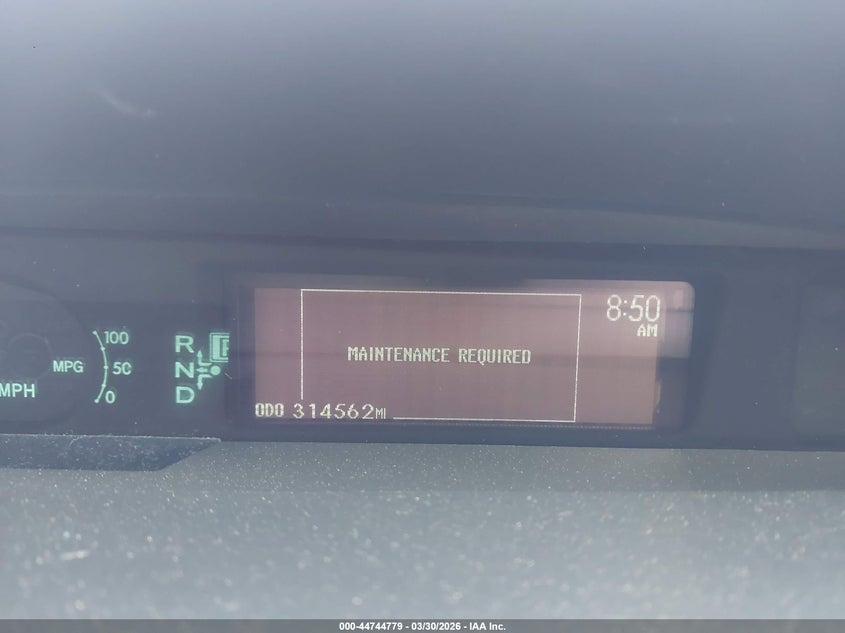 8:50
AM
100
MPG 50
0
MPH
R
N
D
P
MAINTENANCE REQUIRED
ODO 314562MI
000-44744779 - 03/30/2026 - IAA Inc.